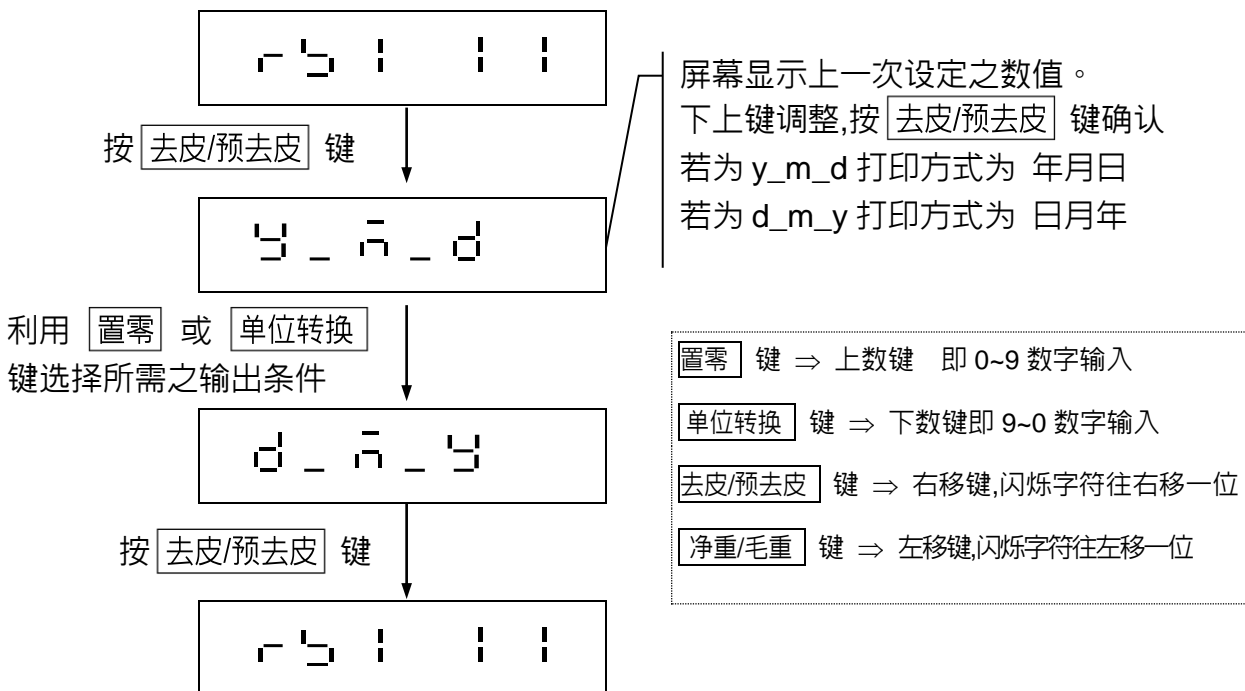 rS1 11
屏幕显示上一次设定之数值。
下上键调整,按 去皮/预去皮 键确认
若为 y_m_d 打印方式为 年月日
若为 d_m_y 打印方式为 日月年
按 去皮/预去皮 键
y_m_d
利用 置零 或 单位转换
键选择所需之输出条件
d_m_y
按 去皮/预去皮 键
rS1 11
置零 键 ⇒ 上数键 即 0~9 数字输入
单位转换 键 ⇒ 下数键即 9~0 数字输入
去皮/预去皮 键 ⇒ 右移键,闪烁字符往右移一位
净重/毛重 键 ⇒ 左移键,闪烁字符往左移一位